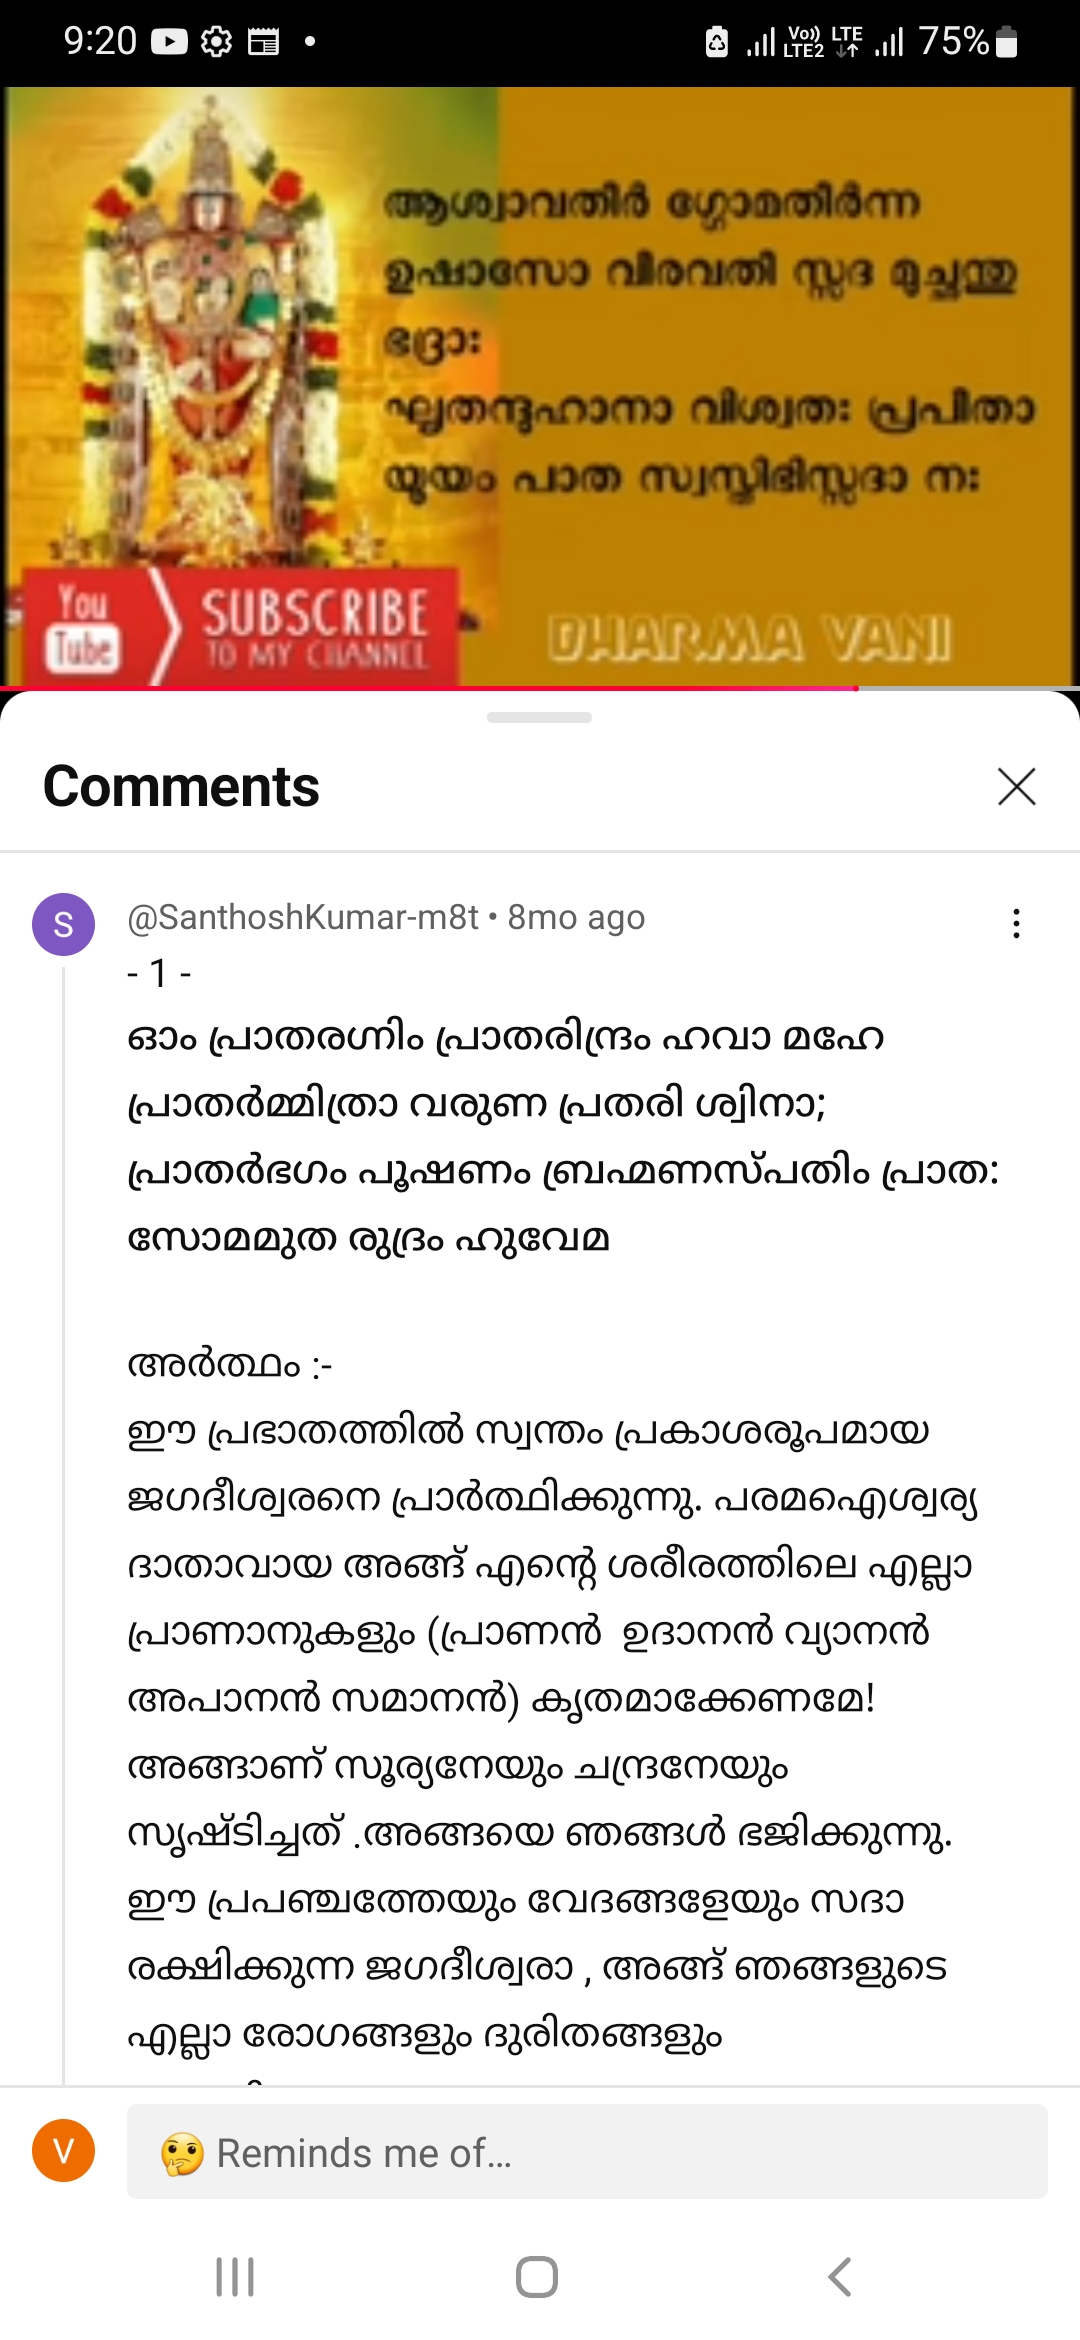 9:20
Vo)) LTE2 LTE 75%
ആശ്വാവതിർ ഗ്ഗോമതിർന്ന
ഉഷാസോ വീരവതി സ്സദ മുച്ഛന്തു
ഭദ്രാഃ
ഘൃതന്ദുഹാനാ വിശ്വതഃ പ്രപീതാ
യൂയം പാത സ്വസ്തിഭിസ്സദാ നഃ
You Tube
SUBSCRIBE
TO MY CHANNEL
DHARMA VANI
Comments
S
@SanthoshKumar-m8t • 8mo ago
- 1 -
ഓം പ്രാതരഗ്നിം പ്രാതരിന്ദ്രം ഹവാ മഹേ
പ്രാതർമ്മിത്രാ വരുണ പ്രതരി ശ്വിനാ;
പ്രാതർഭഗം പൂഷണം ബ്രഹ്മണസ്പതിം പ്രാത:
സോമമുത രുദ്രം ഹുവേമ
അർത്ഥം :-
ഈ പ്രഭാതത്തിൽ സ്വന്തം പ്രകാശരൂപമായ
ജഗദീശ്വരനെ പ്രാർത്ഥിക്കുന്നു. പരമഐശ്വര്യ
ദാതാവായ അങ്ങ് എന്റെ ശരീരത്തിലെ എല്ലാ
പ്രാണാനുകളും (പ്രാണൻ  ഉദാനൻ വ്യാനൻ
അപാനൻ സമാനൻ) കൃതമാക്കേണമേ!
അങ്ങാണ് സൂര്യനേയും ചന്ദ്രനേയും
സൃഷ്ടിച്ചത് .അങ്ങയെ ഞങ്ങൾ ഭജിക്കുന്നു.
ഈ പ്രപഞ്ചത്തേയും വേദങ്ങളേയും സദാ
രക്ഷിക്കുന്ന ജഗദീശ്വരാ , അങ്ങ് ഞങ്ങളുടെ
എല്ലാ രോഗങ്ങളും ദുരിതങ്ങളും
V
🤔 Reminds me of...